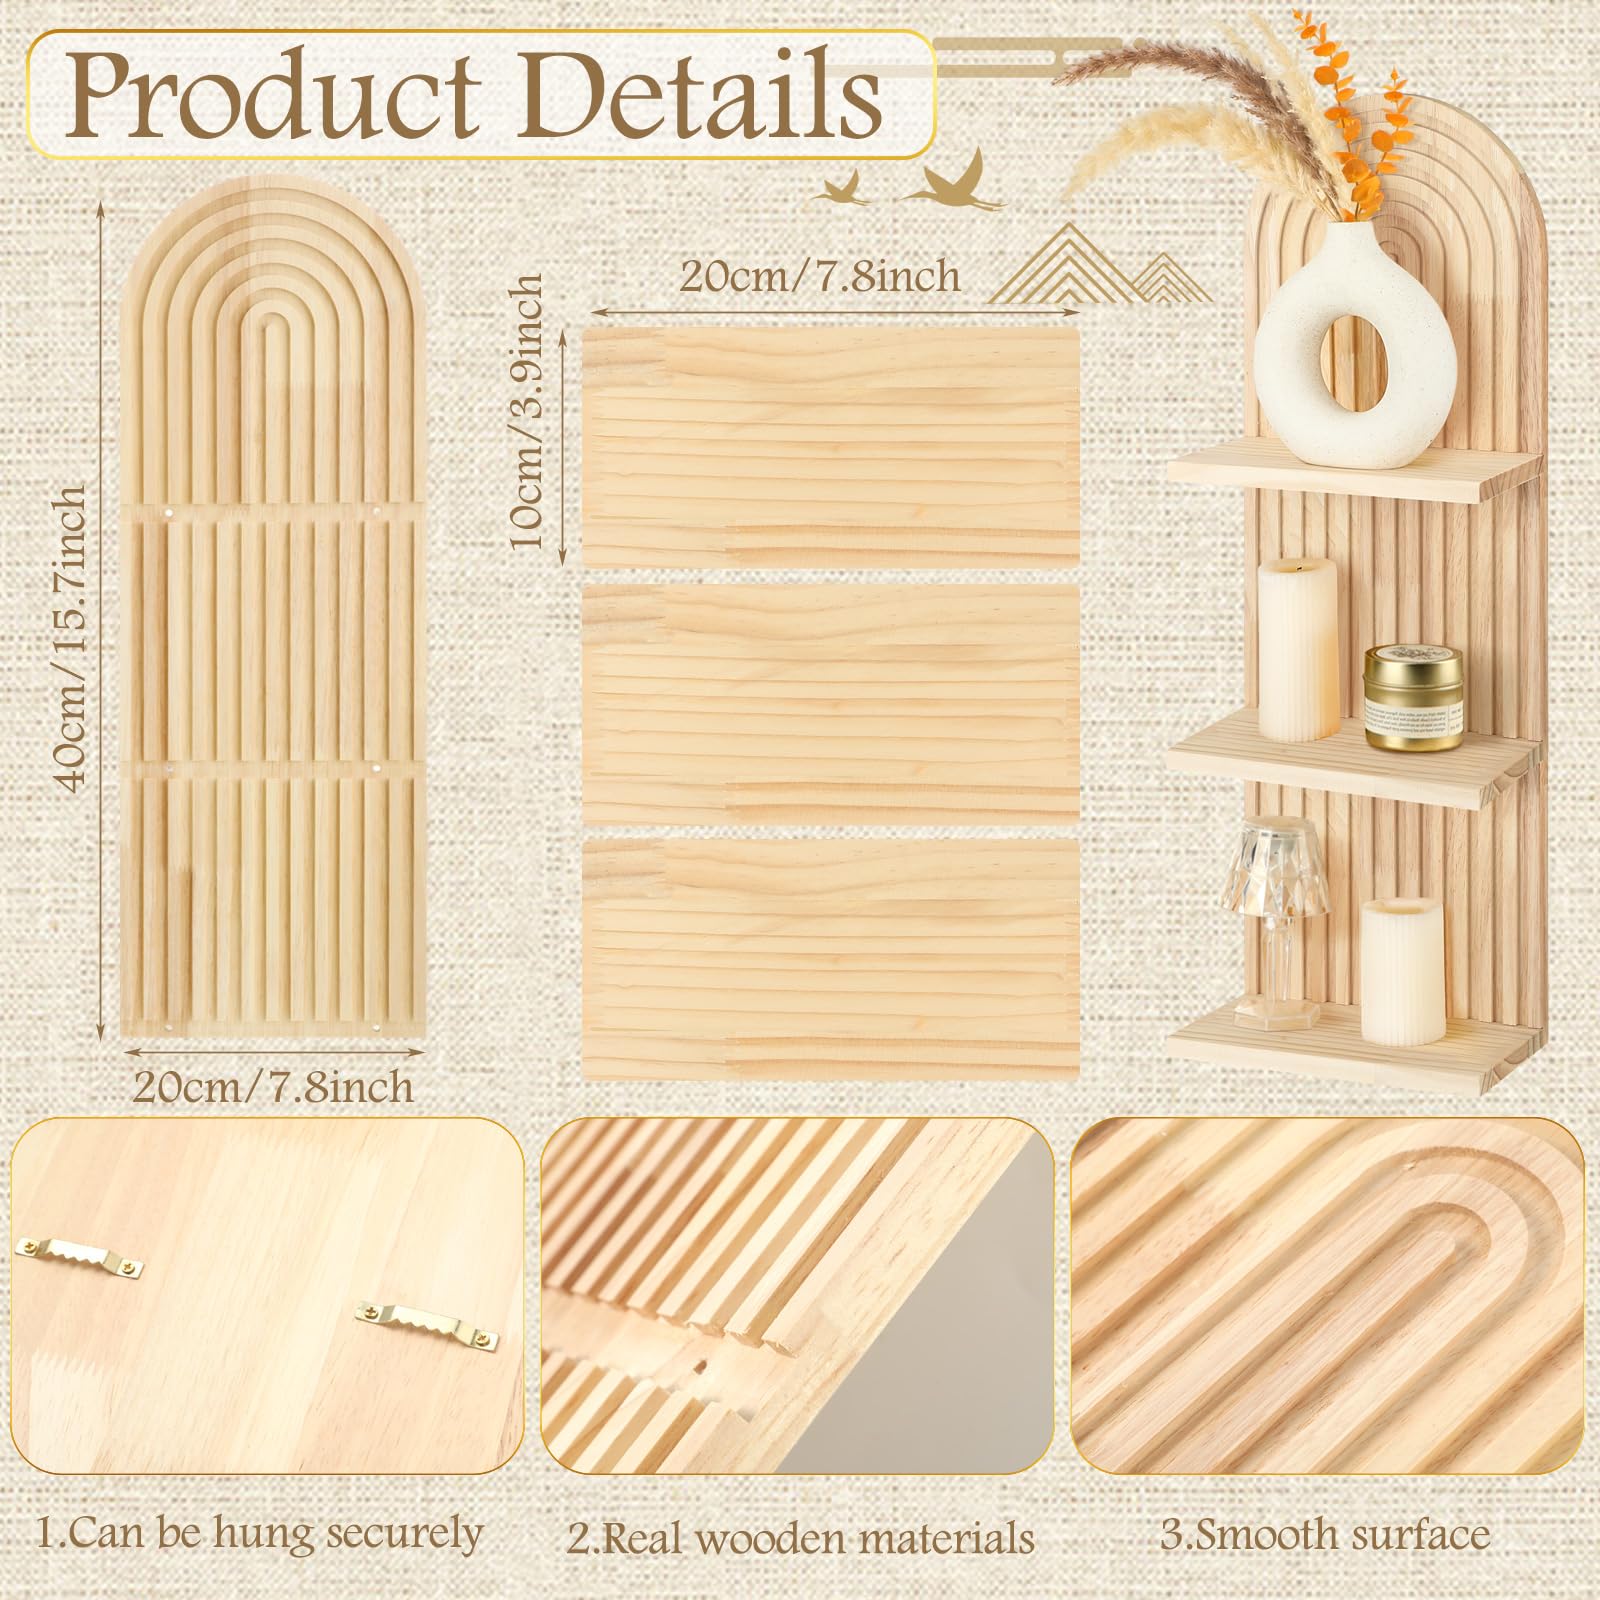 Product Details
20cm/7.8inch
10cm/3.9inch
40cm/15.7inch
20cm/7.8inch
1.Can be hung securely
2.Real wooden materials
3.Smooth surface